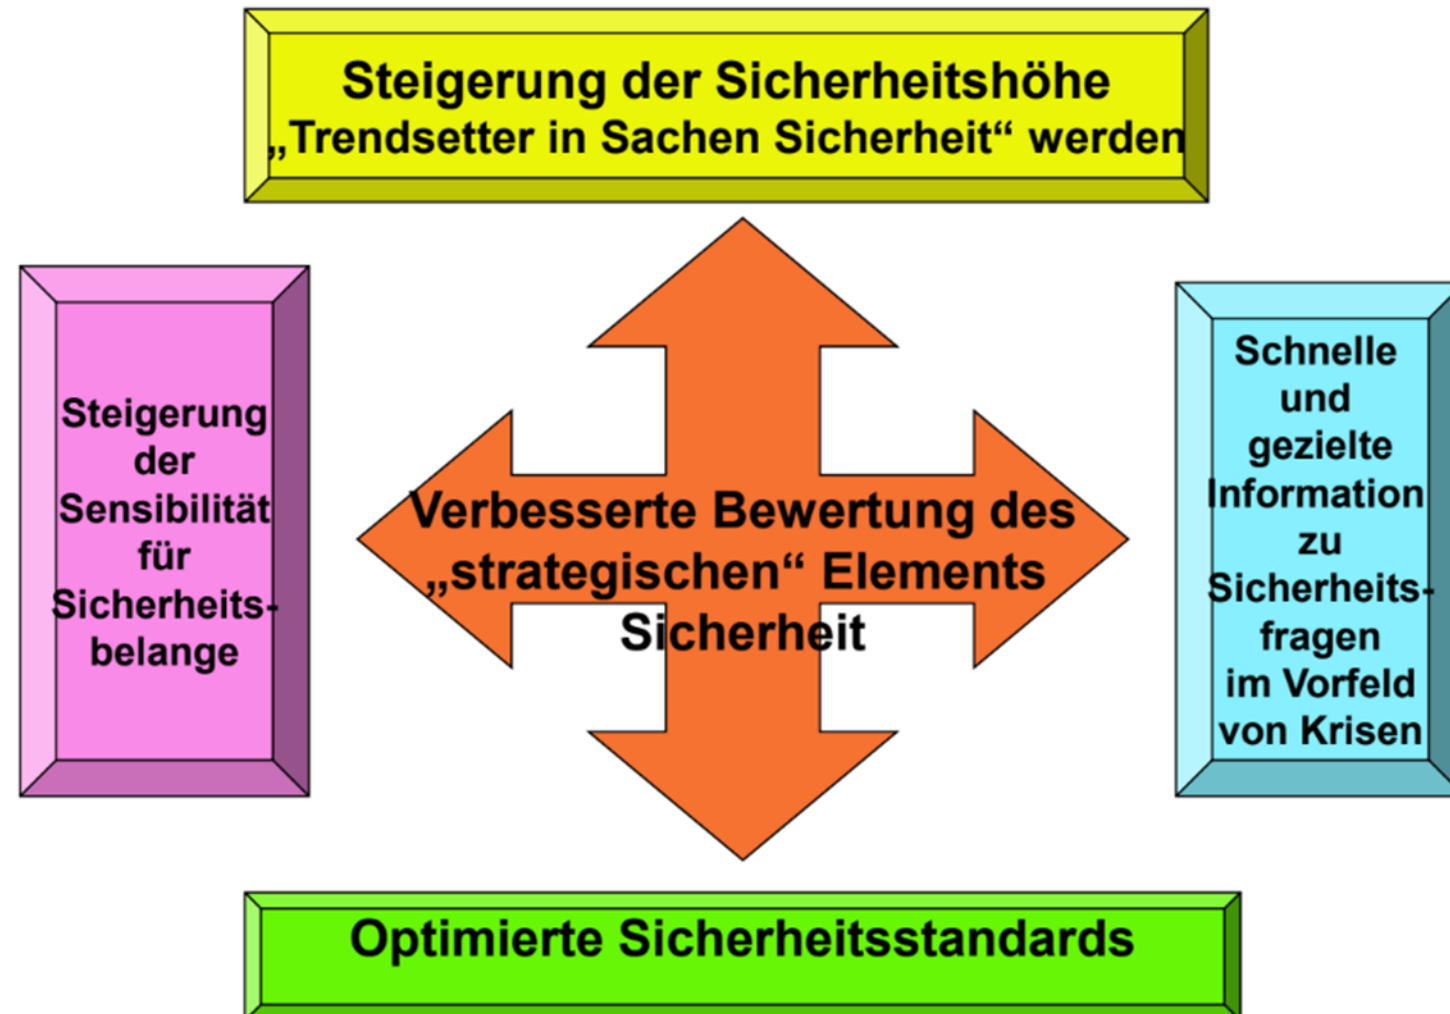 Steigerung der Sicherheitshöhe
„Trendsetter in Sachen Sicherheit“ werden
Steigerung
der
Sensibilität
für
Sicherheits-
belange
Verbesserte Bewertung des
„strategischen“ Elements
Sicherheit
Schnelle
und
gezielte
Information
zu
Sicherheits-
fragen
im Vorfeld
von Krisen
Optimierte Sicherheitsstandards